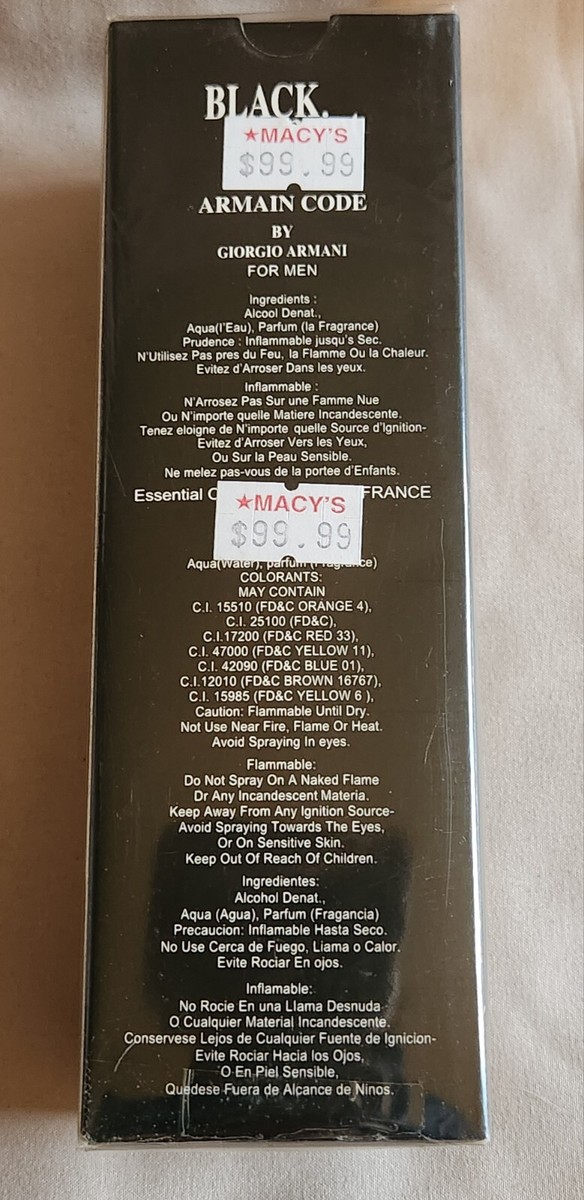 BLACK.
★MACY'S
$99.99
ARMAIN CODE
BY
GIORGIO ARMANI
FOR MEN
Ingredients :
Alcool Denat.,
Aqua(l'Eau), Parfum (la Fragrance)
Prudence : Inflammable jusqu's Sec.
N'Utilisez Pas pres du Feu, la Flamme Ou la Chaleur.
Evitez d'Arroser Dans les yeux.
Inflammable :
N'Arrosez Pas Sur une Famme Nue
Ou N'importe quelle Matiere Incandescente.
Tenez eloigne de N'importe quelle Source d'Ignition-
Evitez d'Arroser Vers les Yeux,
Ou Sur la Peau Sensible.
Ne melez pas-vous de la portee d'Enfants.
Essential FRANCE
★MACY'S
$99.99
Aqua(Water), parfum (Fragrance)
COLORANTS:
MAY CONTAIN
C.I. 15510 (FD&C ORANGE 4),
C.I. 25100 (FD&C),
C.I.17200 (FD&C RED 33),
C.I. 47000 (FD&C YELLOW 11),
C.I. 42090 (FD&C BLUE 01),
C.I.12010 (FD&C BROWN 16767),
C.I. 15985 (FD&C YELLOW 6 ),
Caution: Flammable Until Dry.
Not Use Near Fire, Flame Or Heat.
Avoid Spraying In eyes.
Flammable:
Do Not Spray On A Naked Flame
Dr Any Incandescent Materia.
Keep Away From Any Ignition Source-
Avoid Spraying Towards The Eyes,
Or On Sensitive Skin.
Keep Out Of Reach Of Children.
Ingredientes:
Alcohol Denat.,
Aqua (Agua), Parfum (Fragancia)
Precaucion: Inflamable Hasta Seco.
No Use Cerca de Fuego, Liama o Calor.
Evite Rociar En ojos.
Inflamable:
No Rocie En una Llama Desnuda
O Cualquier Material Incandescente.
Conservese Lejos de Cualquier Fuente de Ignicion-
Evite Rociar Hacia los Ojos,
O En Piel Sensible,
Quedese Fuera de Alcance de Ninos.